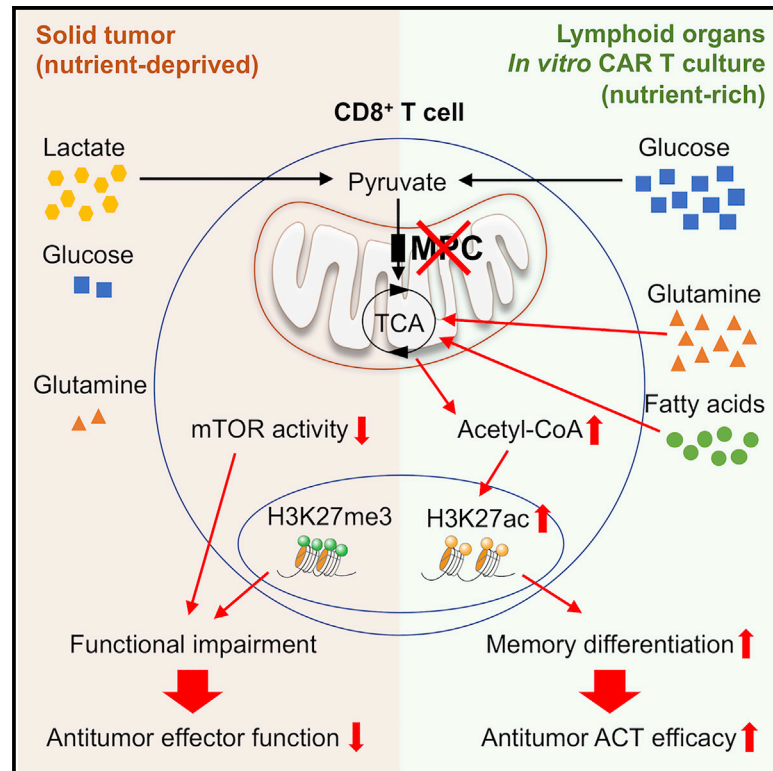 Solid tumor
(nutrient-deprived)
Lymphoid organs
In vitro CAR T culture
(nutrient-rich)
CD8+ T cell
Lactate
Pyruvate
Glucose
Glucose
MPC
TCA
Glutamine
Glutamine
Fatty acids
mTOR activity
Acetyl-CoA
H3K27me3
H3K27ac
Functional impairment
Memory differentiation
Antitumor effector function
Antitumor ACT efficacy